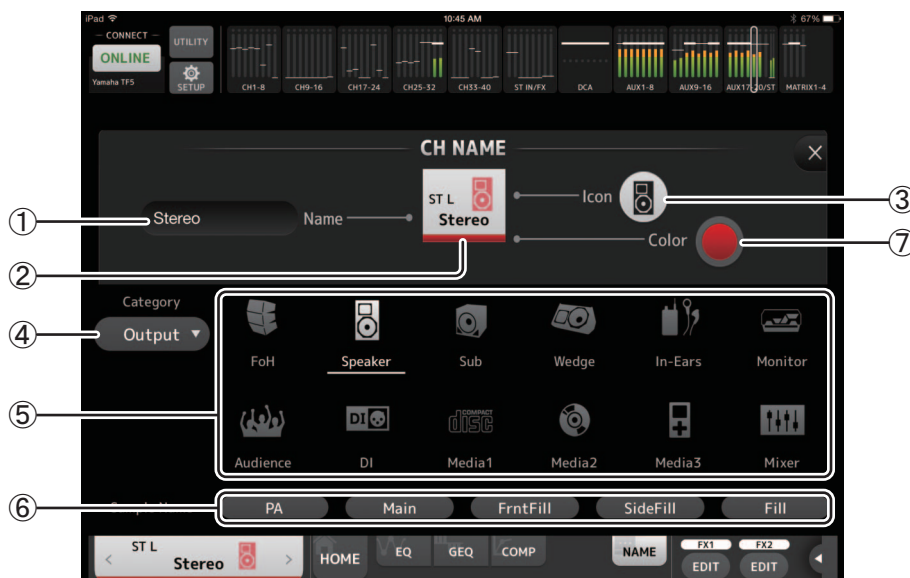 iPad 10:45 AM 67%
CONNECT
ONLINE
Yamaha TF5
UTILITY
SETUP
CH1-8 CH9-16 CH17-24 CH25-32 CH33-40 ST IN/FX DCA AUX1-8 AUX9-16 AUX17-20/ST MATRIX1-4
CH NAME
①
Stereo
Name
ST L
Stereo
Icon
③
Color
⑦
②
Category
④
Output
⑤
FoH Speaker Sub Wedge In-Ears Monitor
DI
COMPACT
disc
Audience DI Media1 Media2 Media3 Mixer
⑥
PA Main FrntFill SideFill Fill
ST L
Stereo
HOME EQ GEQ COMP NAME
FX1 FX2
EDIT EDIT